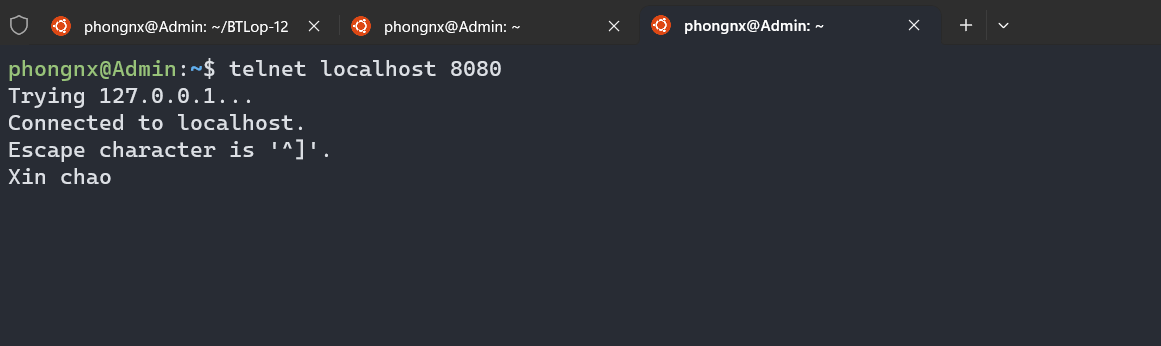 phongnx@Admin: ~/BTLop-12
phongnx@Admin: ~
phongnx@Admin: ~
phongnx@Admin:~$ telnet localhost 8080
Trying 127.0.0.1...
Connected to localhost.
Escape character is '^]'.
Xin chao